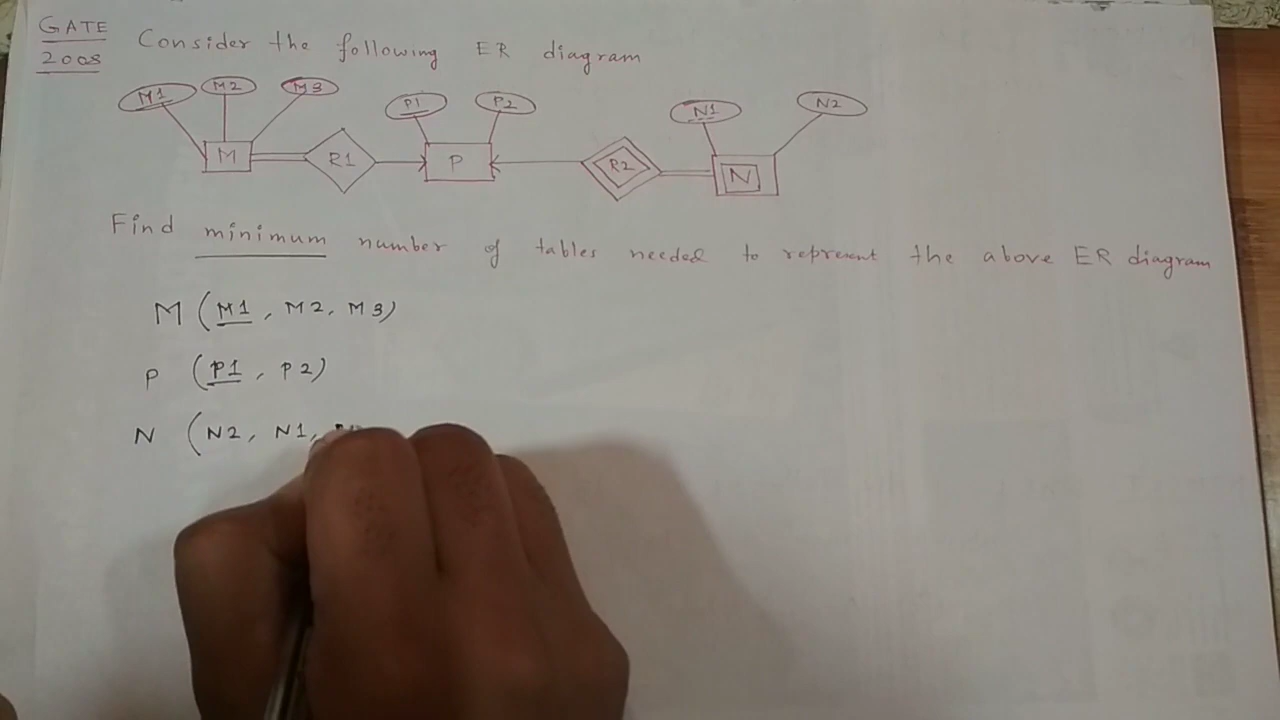 GATE
2008
Consider the following ER diagram
M1 M2 M3 P1 P2 N1 N2
M R1 P R2 N
Find minimum number of tables needed to represent the above ER diagram
M (M1, M2, M3)
P (P1, P2)
N (N2, N1,